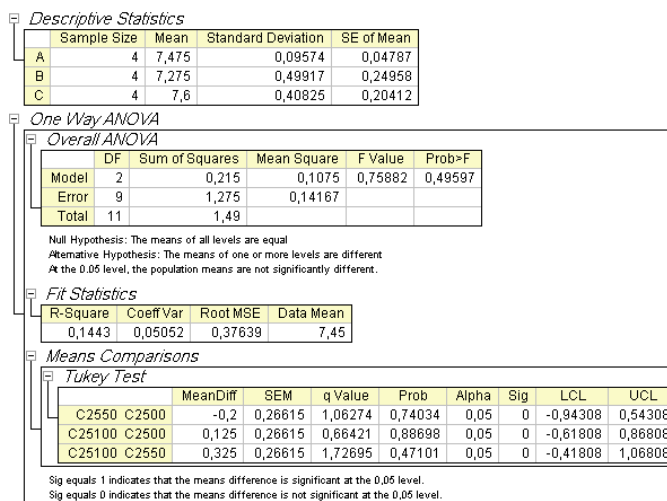 Descriptive Statistics
Sample Size Mean Standard Deviation SE of Mean
A 4 7,475 0,09574 0,04787
B 4 7,275 0,49917 0,24958
C 4 7,6 0,40825 0,20412
One Way ANOVA
Overall ANOVA
DF Sum of Squares Mean Square F Value Prob>F
Model 2 0,215 0,1075 0,75882 0,49597
Error 9 1,275 0,14167
Total 11 1,49
Null Hypothesis: The means of all levels are equal
Alternative Hypothesis: The means of one or more levels are different
At the 0.05 level, the population means are not significantly different.
Fit Statistics
R-Square Coeff Var Root MSE Data Mean
0,1443 0,05052 0,37639 7,45
Means Comparisons
Tukey Test
MeanDiff SEM q Value Prob Alpha Sig LCL UCL
C2550 C2500 -0,2 0,26615 1,06274 0,74034 0,05 0 -0,94308 0,54308
C25100 C2500 0,125 0,26615 0,66421 0,88698 0,05 0 -0,61808 0,86808
C25100 C2550 0,325 0,26615 1,72695 0,47101 0,05 0 -0,41808 1,06808
Sig equals 1 indicates that the means difference is significant at the 0,05 level.
Sig equals 0 indicates that the means difference is not significant at the 0,05 level.